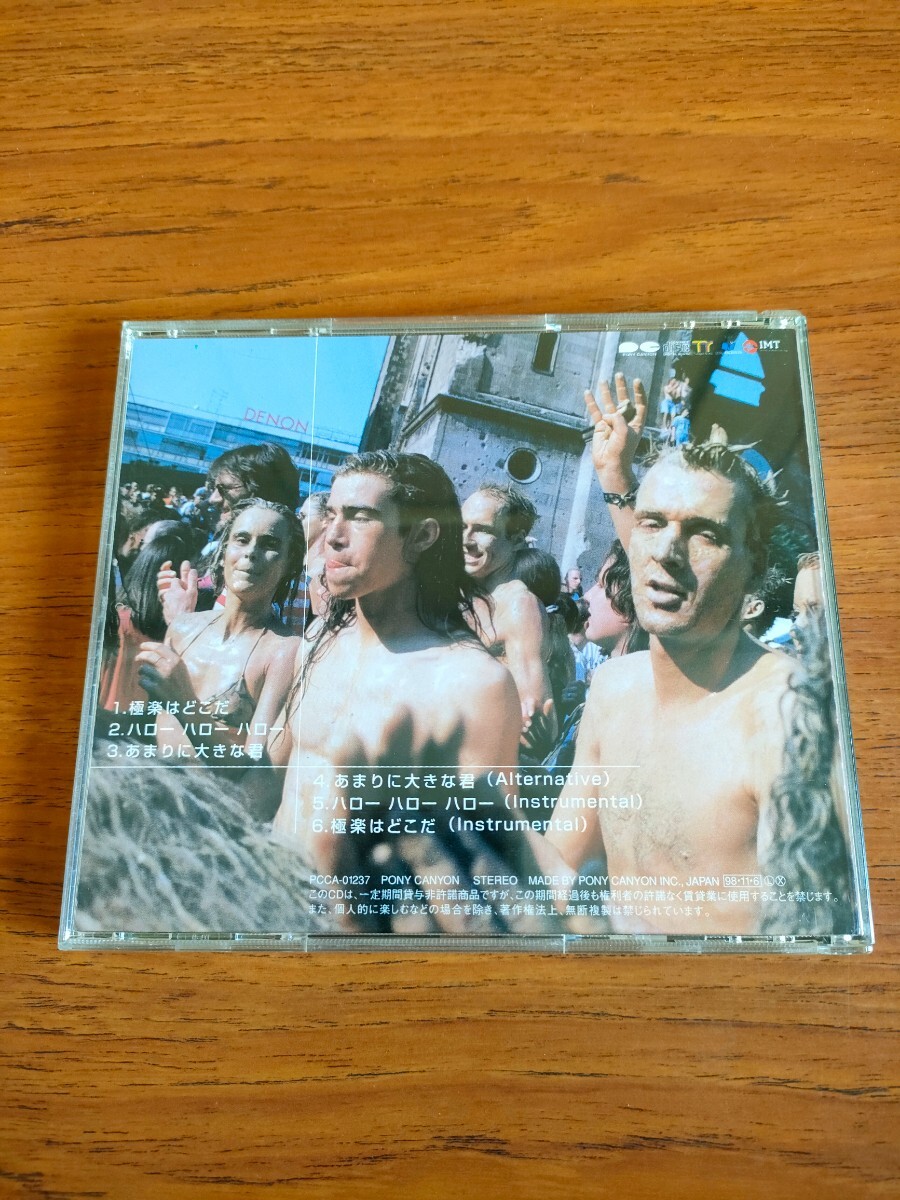 PONY CANYON
TY
IMT
DENON
1.極楽はどこだ
2.ハロー ハロー ハロー
3.あまりに大きな君
4.あまりに大きな君 (Alternative)
5.ハロー ハロー ハロー (Instrumental)
6.極楽はどこだ (Instrumental)
PCCA-01237 PONY CANYON STEREO MADE BY PONY CANYON INC., JAPAN 98・11・6 Ⓛ Ⓧ
このCDは、一定期間貸与非許諾商品ですが、この期間経過後も権利者の許諾なく賃貸業に使用することを禁じます。
また、個人的に楽しむなどの場合を除き、著作権法上、無断複製は禁じられています。